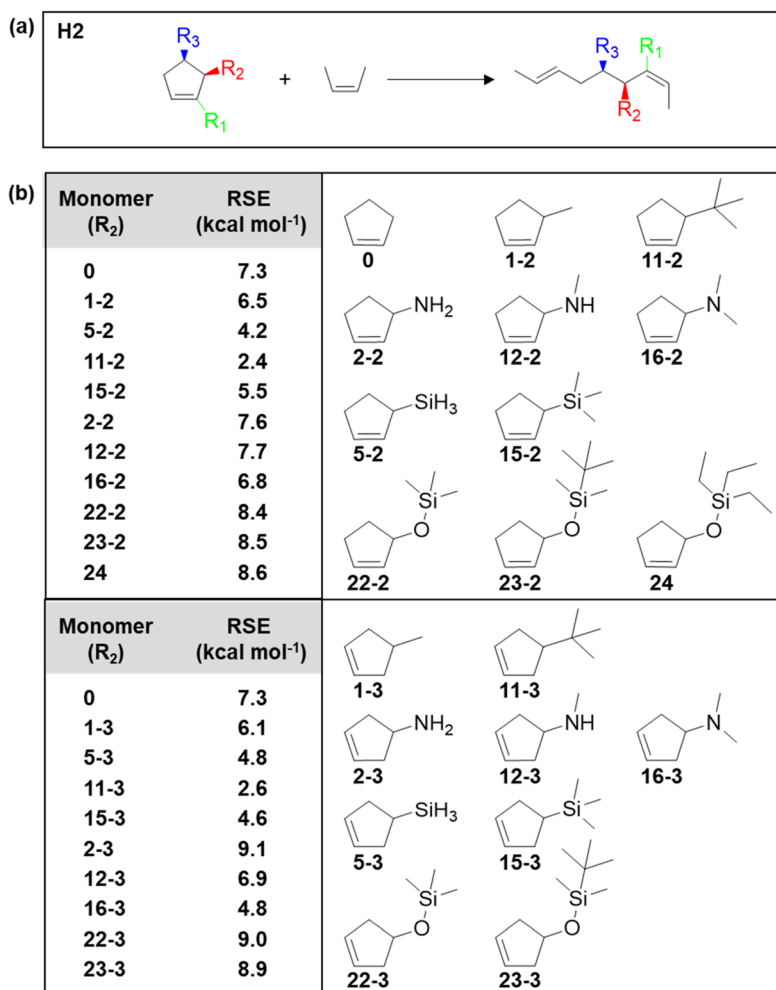 (a)
H2
R3
R2
R1
+
R3
R1
R2
(b)
Monomer (R2) RSE (kcal mol-1)
0 7.3
1-2 6.5
5-2 4.2
11-2 2.4
15-2 5.5
2-2 7.6
12-2 7.7
16-2 6.8
22-2 8.4
23-2 8.5
24 8.6
0 1-2 11-2
NH2 NH N
2-2 12-2 16-2
SiH3 Si
5-2 15-2
Si Si Si
O O O
22-2 23-2 24
Monomer (R2) RSE (kcal mol-1)
0 7.3
1-3 6.1
5-3 4.8
11-3 2.6
15-3 4.6
2-3 9.1
12-3 6.9
16-3 4.8
22-3 9.0
23-3 8.9
1-3 11-3
NH2 NH N
2-3 12-3 16-3
SiH3 Si
5-3 15-3
Si Si
O O
22-3 23-3